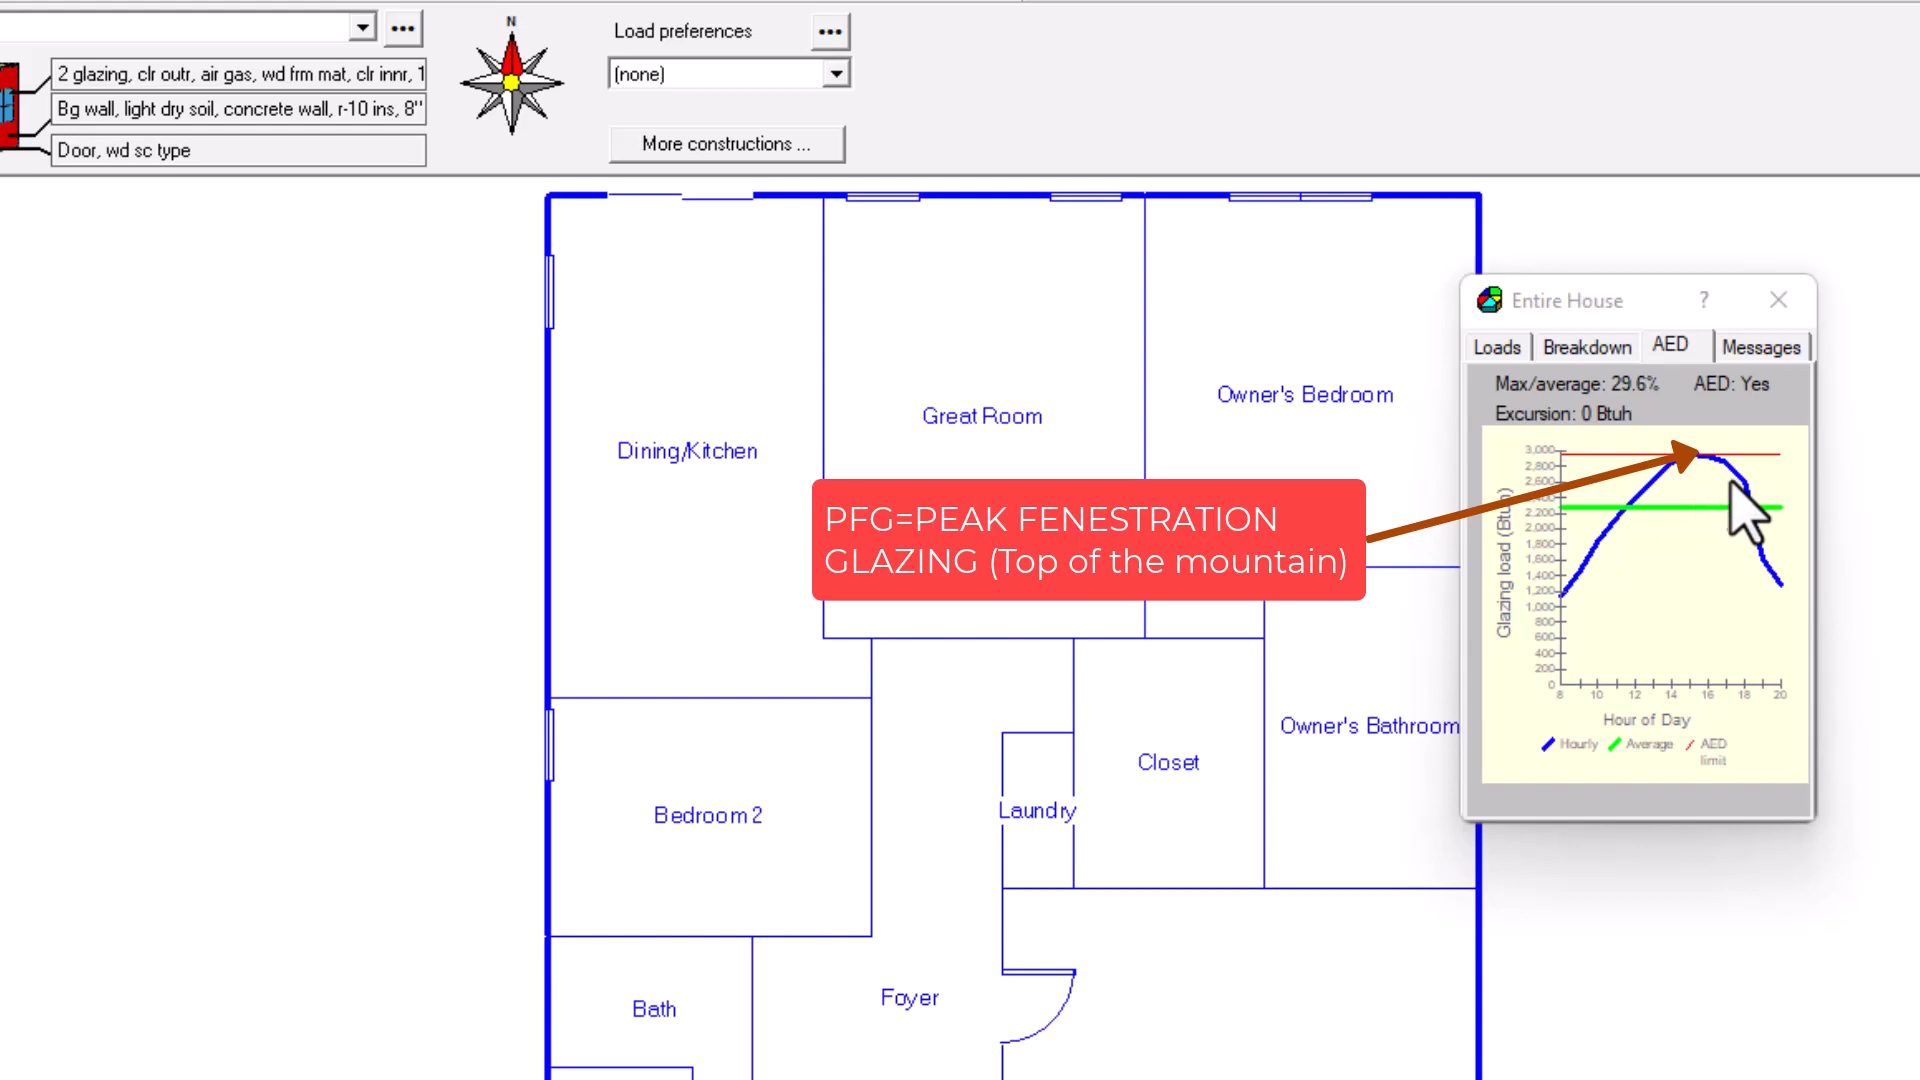 N
Load preferences
(none)
More constructions ...
2 glazing, clr outr, air gas, wd frm mat, clr innr, 1
Bg wall, light dry soil, concrete wall, r-10 ins, 8"
Door, wd sc type
Entire House
?
Loads
Breakdown
AED
Messages
Max/average: 29.6%
AED: Yes
Excursion: 0 Btuh
Owner's Bedroom
Great Room
Dining/Kitchen
PFG=PEAK FENESTRATION
GLAZING (Top of the mountain)
Glazing load (Btuh)
3,000
2,800
2,600
2,200
2,000
1,800
1,600
1,400
1,200
1,000
800
600
400
200
0
8
10
12
14
16
18
20
Hour of Day
Hourly
Average
AED
limit
Owner's Bathroom
Closet
Laundry
Bedroom 2
Foyer
Bath